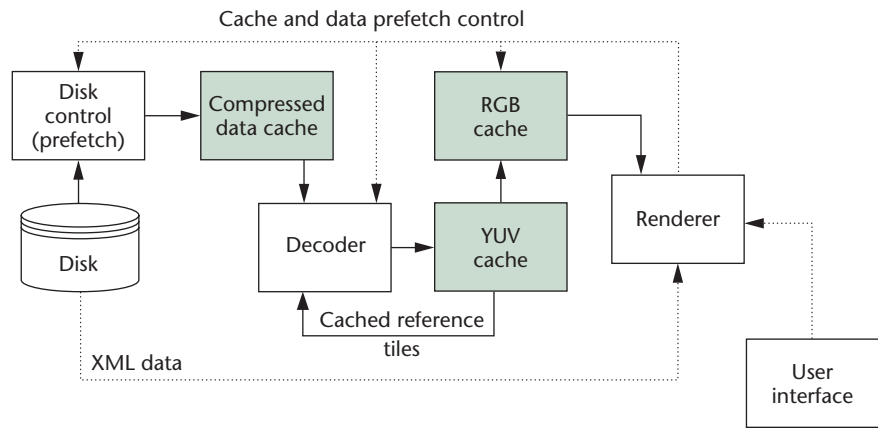 Cache and data prefetch control
Disk
control
(prefetch)
Compressed
data cache
RGB
cache
Disk
Decoder
YUV
cache
Renderer
Cached reference
tiles
XML data
User
interface